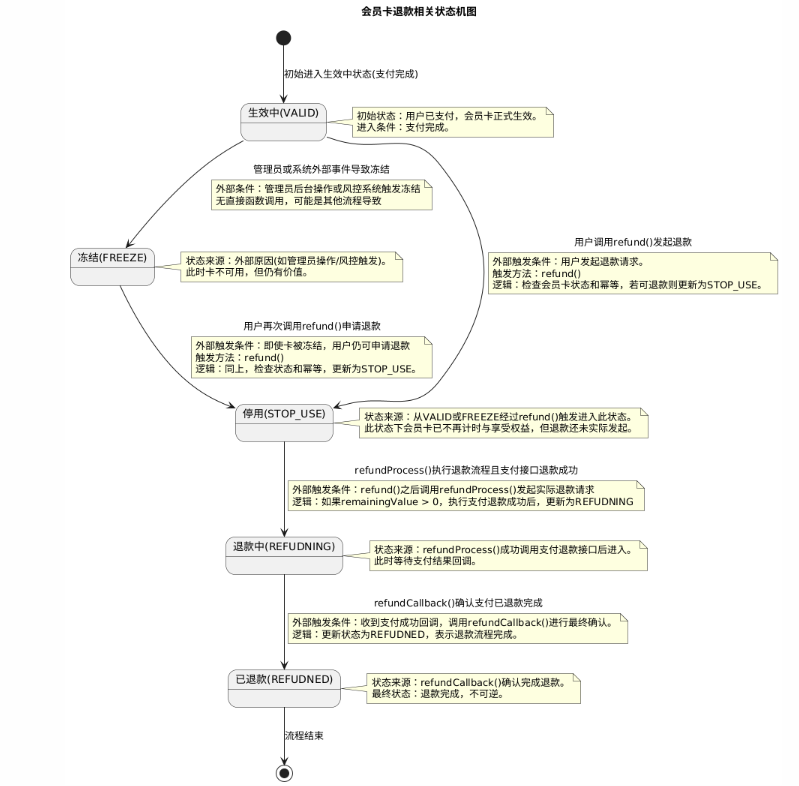 会员卡退款相关状态机图
初始进入生效中状态(支付完成)
生效中(VALID)
初始状态：用户已支付，会员卡正式生效。
进入条件：支付完成。
管理员或系统外部事件导致冻结
外部条件：管理员后台操作或风控系统触发冻结
无直接函数调用，可能是其他流程导致
用户调用refund()发起退款
外部触发条件：用户发起退款请求。
触发方法：refund()
逻辑：检查会员卡状态和幂等，若可退款则更新为STOP_USE。
冻结(FREEZE)
状态来源：外部原因(如管理员操作/风控触发)。
此时卡不可用，但仍有价值。
用户再次调用refund()申请退款
外部触发条件：即使卡被冻结，用户仍可申请退款
触发方法：refund()
逻辑：同上，检查状态和幂等，更新为STOP_USE。
停用(STOP_USE)
状态来源：从VALID或FREEZE经过refund()触发进入此状态。
此状态下会员卡已不再计时与享受权益，但退款还未实际发起。
refundProcess()执行退款流程且支付接口退款成功
外部触发条件：refund()之后调用refundProcess()发起实际退款请求
逻辑：如果remainingValue > 0，执行支付退款成功后，更新为REFUDNING
退款中(REFUDNING)
状态来源：refundProcess()成功调用支付退款接口后进入。
此时等待支付结果回调。
refundCallback()确认支付已退款完成
外部触发条件：收到支付成功回调，调用refundCallback()进行最终确认。
逻辑：更新状态为REFUDNED，表示退款流程完成。
已退款(REFUDNED)
状态来源：refundCallback()确认完成退款。
最终状态：退款完成，不可逆。
流程结束